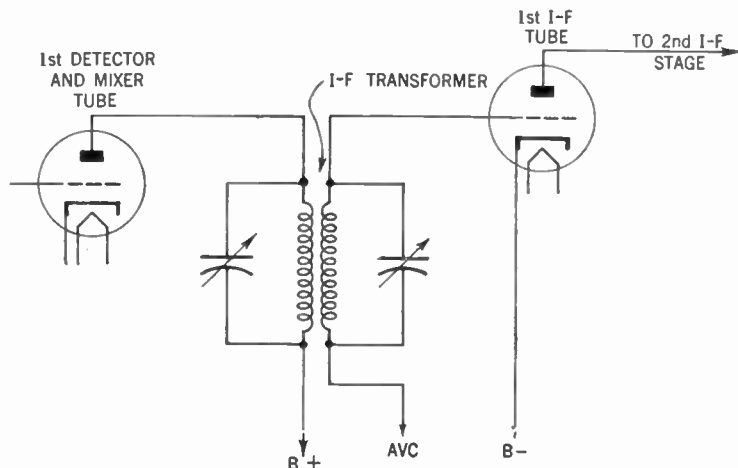 1st I-F
TUBE
TO 2nd I-F
STAGE
1st DETECTOR
AND MIXER
TUBE
I-F TRANSFORMER
B+
AVC
B-